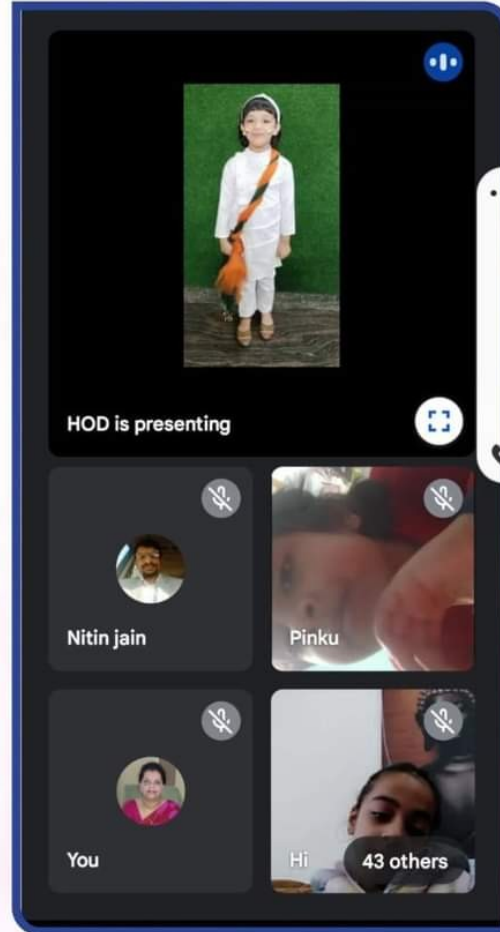 HOD is presenting
Nitin jain
Pinku
You
Hi
43 others